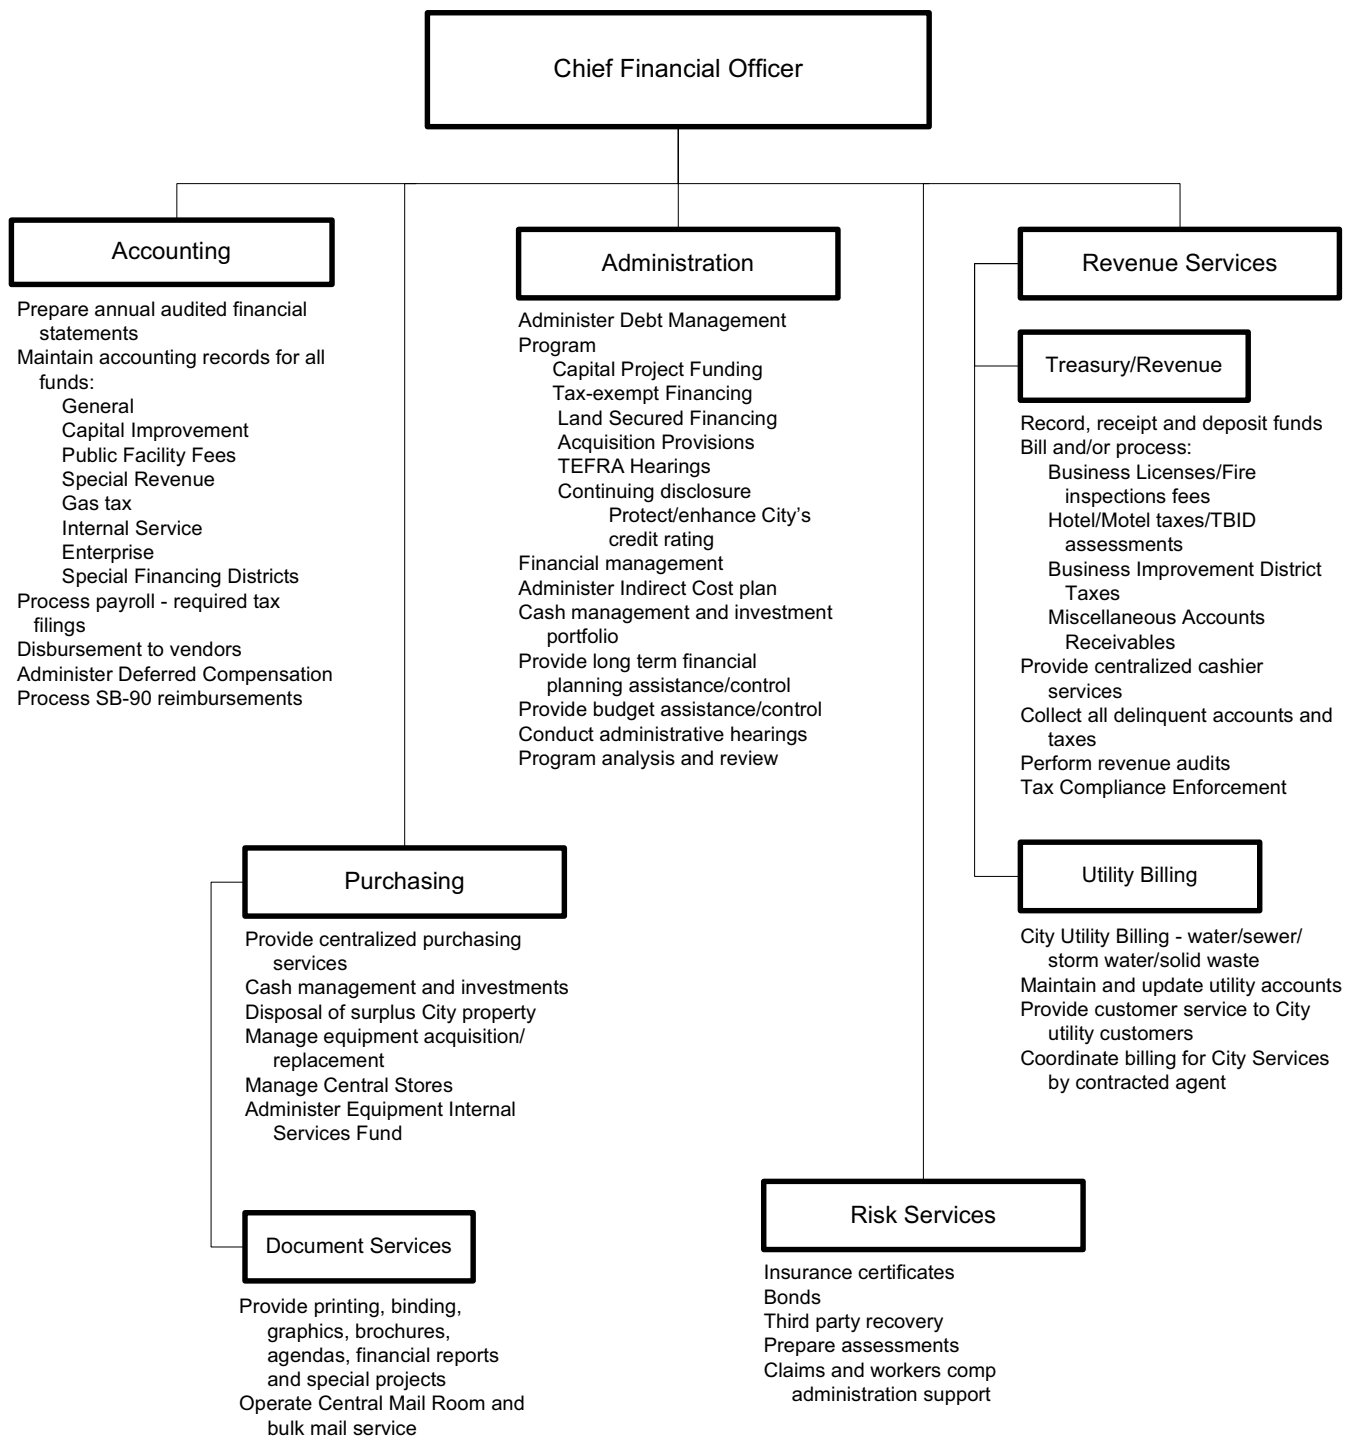 Chief Financial Officer
Accounting
Prepare annual audited financial
statements
Maintain accounting records for all
funds:
General
Capital Improvement
Public Facility Fees
Special Revenue
Gas tax
Internal Service
Enterprise
Special Financing Districts
Process payroll - required tax
filings
Disbursement to vendors
Administer Deferred Compensation
Process SB-90 reimbursements
Administration
Administer Debt Management
Program
Capital Project Funding
Tax-exempt Financing
Land Secured Financing
Acquisition Provisions
TEFRA Hearings
Continuing disclosure
Protect/enhance City's
credit rating
Financial management
Administer Indirect Cost plan
Cash management and investment
portfolio
Provide long term financial
planning assistance/control
Provide budget assistance/control
Conduct administrative hearings
Program analysis and review
Revenue Services
Treasury/Revenue
Record, receipt and deposit funds
Bill and/or process:
Business Licenses/Fire
inspections fees
Hotel/Motel taxes/TBID
assessments
Business Improvement District
Taxes
Miscellaneous Accounts
Receivables
Provide centralized cashier
services
Collect all delinquent accounts and
taxes
Perform revenue audits
Tax Compliance Enforcement
Utility Billing
City Utility Billing - water/sewer/
storm water/solid waste
Maintain and update utility accounts
Provide customer service to City
utility customers
Coordinate billing for City Services
by contracted agent
Purchasing
Provide centralized purchasing
services
Cash management and investments
Disposal of surplus City property
Manage equipment acquisition/
replacement
Manage Central Stores
Administer Equipment Internal
Services Fund
Document Services
Provide printing, binding,
graphics, brochures,
agendas, financial reports
and special projects
Operate Central Mail Room and
bulk mail service
Risk Services
Insurance certificates
Bonds
Third party recovery
Prepare assessments
Claims and workers comp
administration support